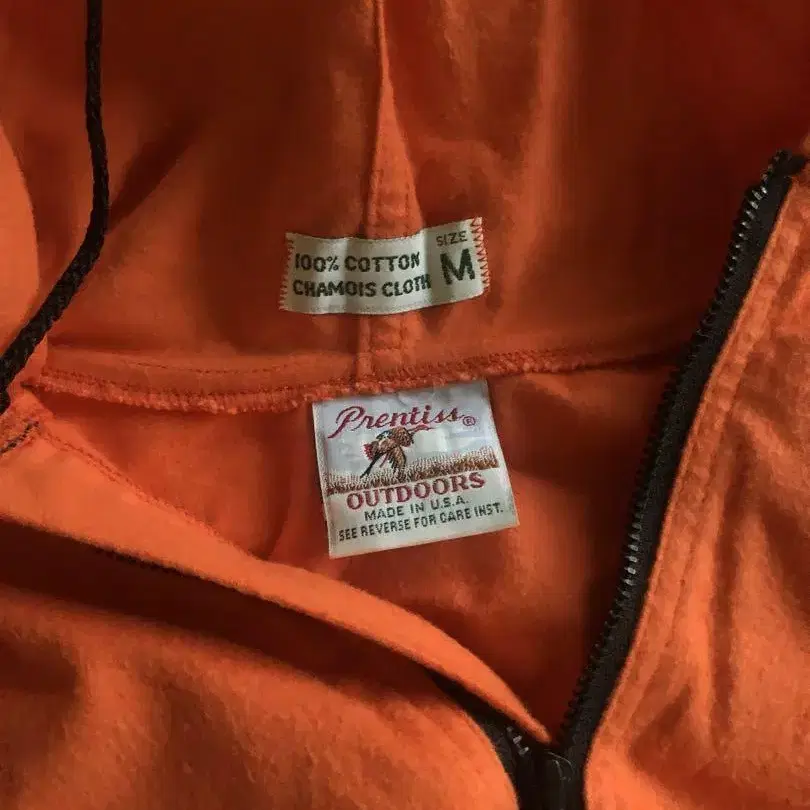 SIZE
100% COTTON M
CHAMOIS CLOTH
Prentiss®
OUTDOORS
MADE IN U.S.A.
SEE REVERSE FOR CARE INST.